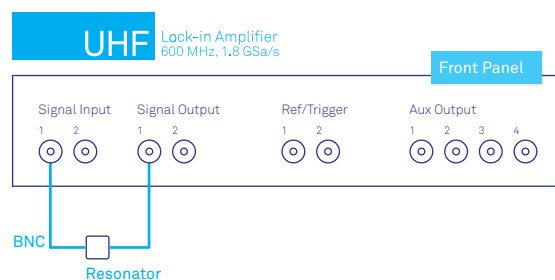 UHF
Lock-in Amplifier
600 MHz, 1.8 GSa/s
Front Panel
Signal Input Signal Output Ref/Trigger Aux Output
1 2 1 2 1 2 1 2 3 4
BNC
Resonator